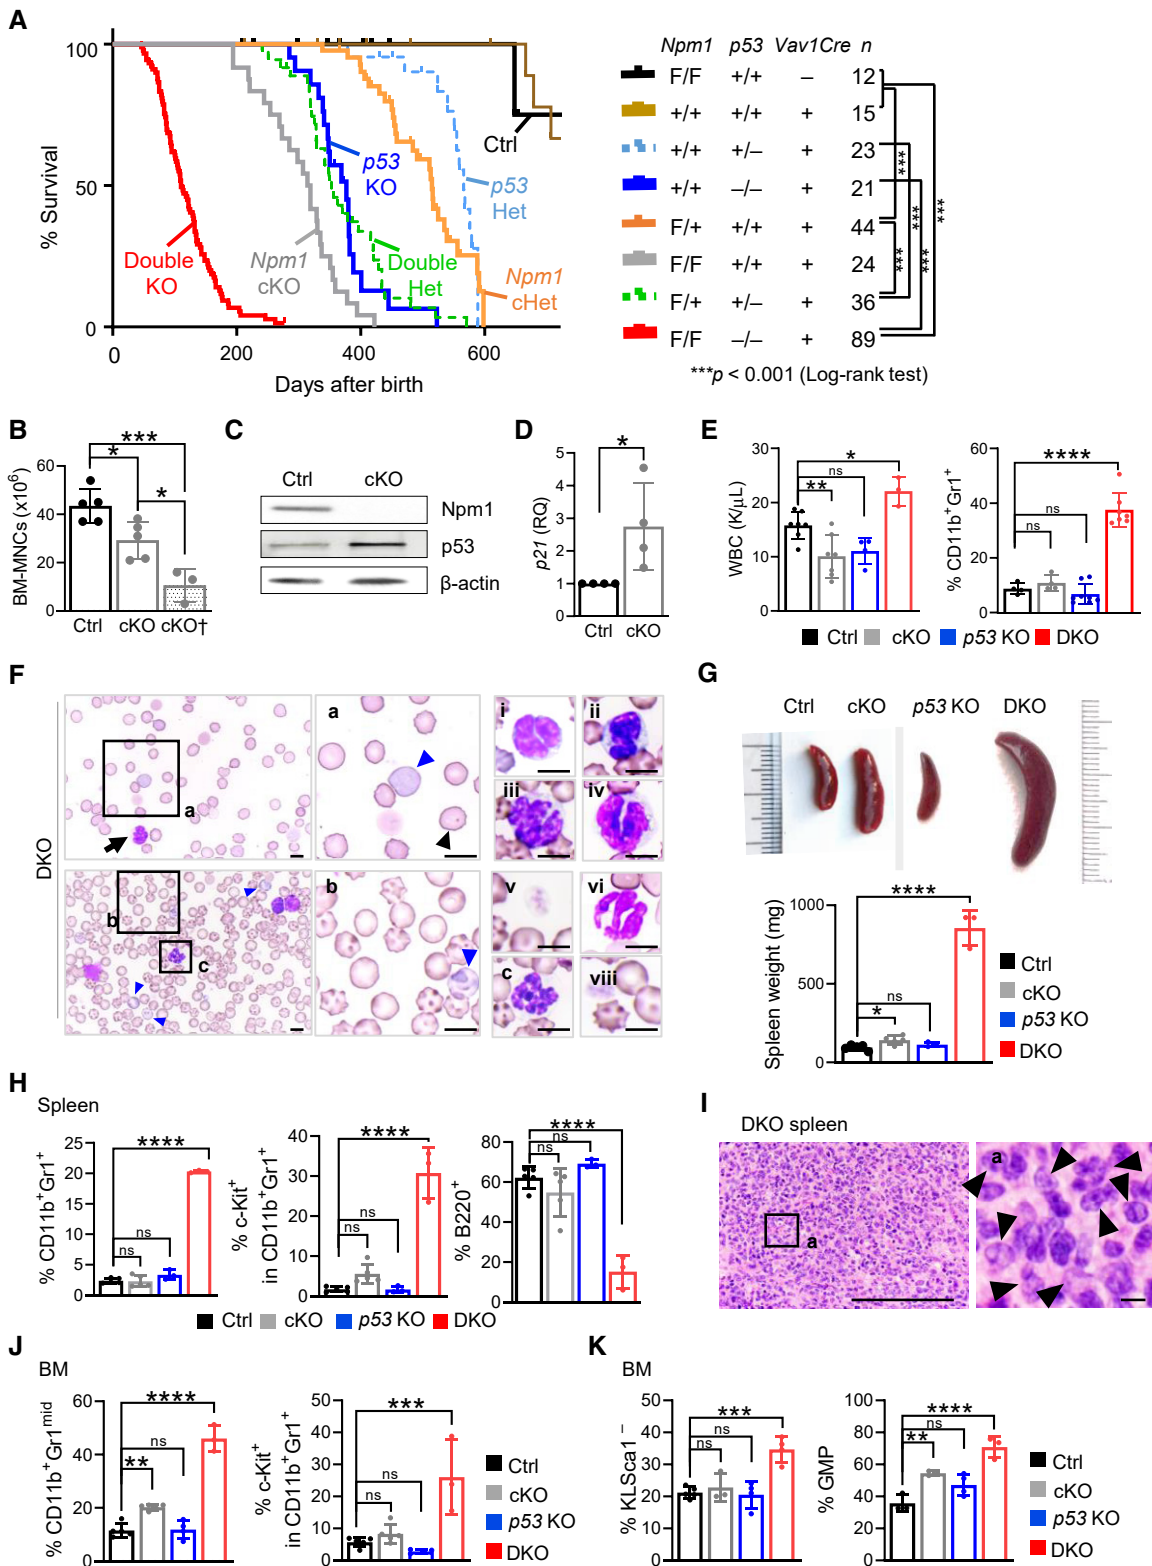 A
% Survival
100
50
0
0
200
400
600
Days after birth
Double
KO
Npm1
cKO
p53
KO
Double
Het
p53
Het
Npm1
cHet
Ctrl
Npm1 p53 Vav1Cre n
F/F +/+ – 12
+/+ +/+ + 15
+/+ +/– + 23
+/+ –/– + 21
F/+ +/+ + 44
F/F +/+ + 24
F/+ +/– + 36
F/F –/– + 89
***
***
***
***
***
***p < 0.001 (Log-rank test)
B
BM-MNCs (x10⁶)
60
40
20
0
***
*
*
Ctrl cKO cKO†
C
Ctrl cKO
Npm1
p53
β-actin
D
p21 (RQ)
5
4
3
2
1
0
*
Ctrl cKO
E
WBC (K/μL)
30
20
10
0
*
ns
**
% CD11b⁺Gr1⁺
60
40
20
0
****
ns
ns
Ctrl cKO p53 KO DKO
F
DKO
a
a
b
c
b
i
ii
iii
iv
v
vi
c
viii
G
Ctrl cKO p53 KO DKO
Spleen weight (mg)
1000
500
0
****
ns
*
Ctrl
cKO
p53 KO
DKO
H
Spleen
% CD11b⁺Gr1⁺
25
20
15
10
5
0
****
ns
ns
% c-Kit⁺
in CD11b⁺Gr1⁺
40
30
20
10
0
****
ns
ns
% B220⁺
80
60
40
20
0
****
ns
ns
Ctrl cKO p53 KO DKO
I
DKO spleen
a
a
J
BM
% CD11b⁺Gr1ᵐⁱᵈ
60
40
20
0
****
ns
**
% c-Kit⁺
in CD11b⁺Gr1⁺
50
40
30
20
10
0
***
ns
ns
Ctrl
cKO
p53 KO
DKO
K
BM
% KLSca1⁻
50
40
30
20
10
0
***
ns
ns
% GMP
100
80
60
40
20
0
****
ns
**
Ctrl
cKO
p53 KO
DKO